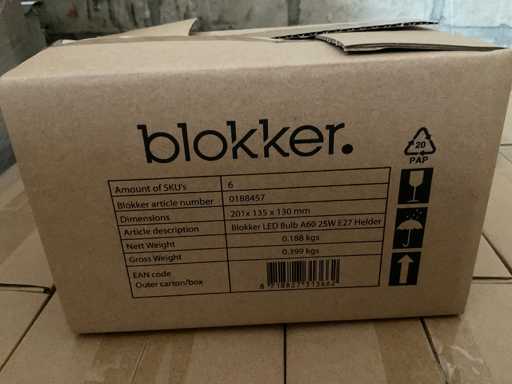 blokker.
20
PAP
Amount of SKU's 6
Blokker article number 0188457
Dimensions 201x 135 x 130 mm
Article description Blokker LED Bulb A60 25W E27 Helder
Nett Weight 0.188 kgs
Gross Weight 0.399 kgs
EAN code
Outer carton/box